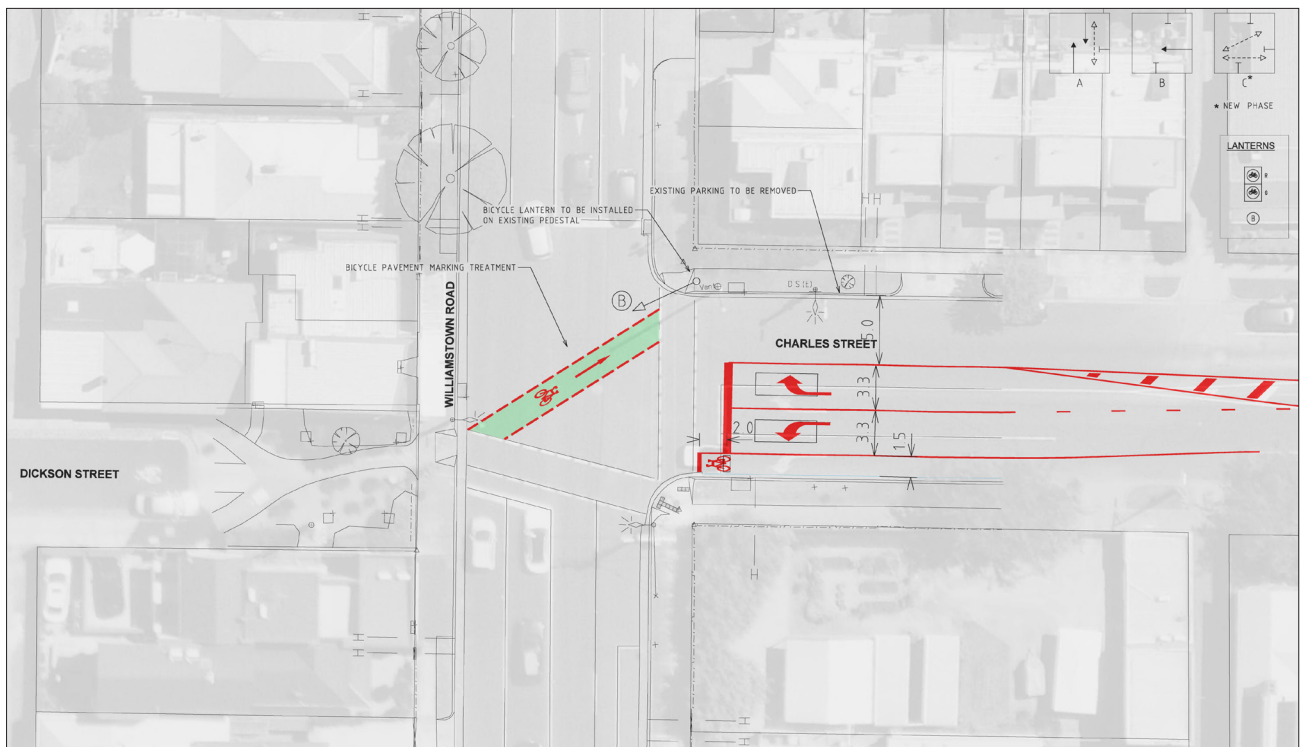 A
B
C*
* NEW PHASE
LANTERNS
B
EXISTING PARKING TO BE REMOVED
BICYCLE LANTERN TO BE INSTALLED
ON EXISTING PEDESTAL
BICYCLE PAVEMENT MARKING TREATMENT
B
Vent
D.S.(E)
WILLIAMSTOWN ROAD
CHARLES STREET
5.0
3.3
3.3
2.0
1.5
DICKSON STREET
H
H
H
H
H
H
H
H
H
H
H